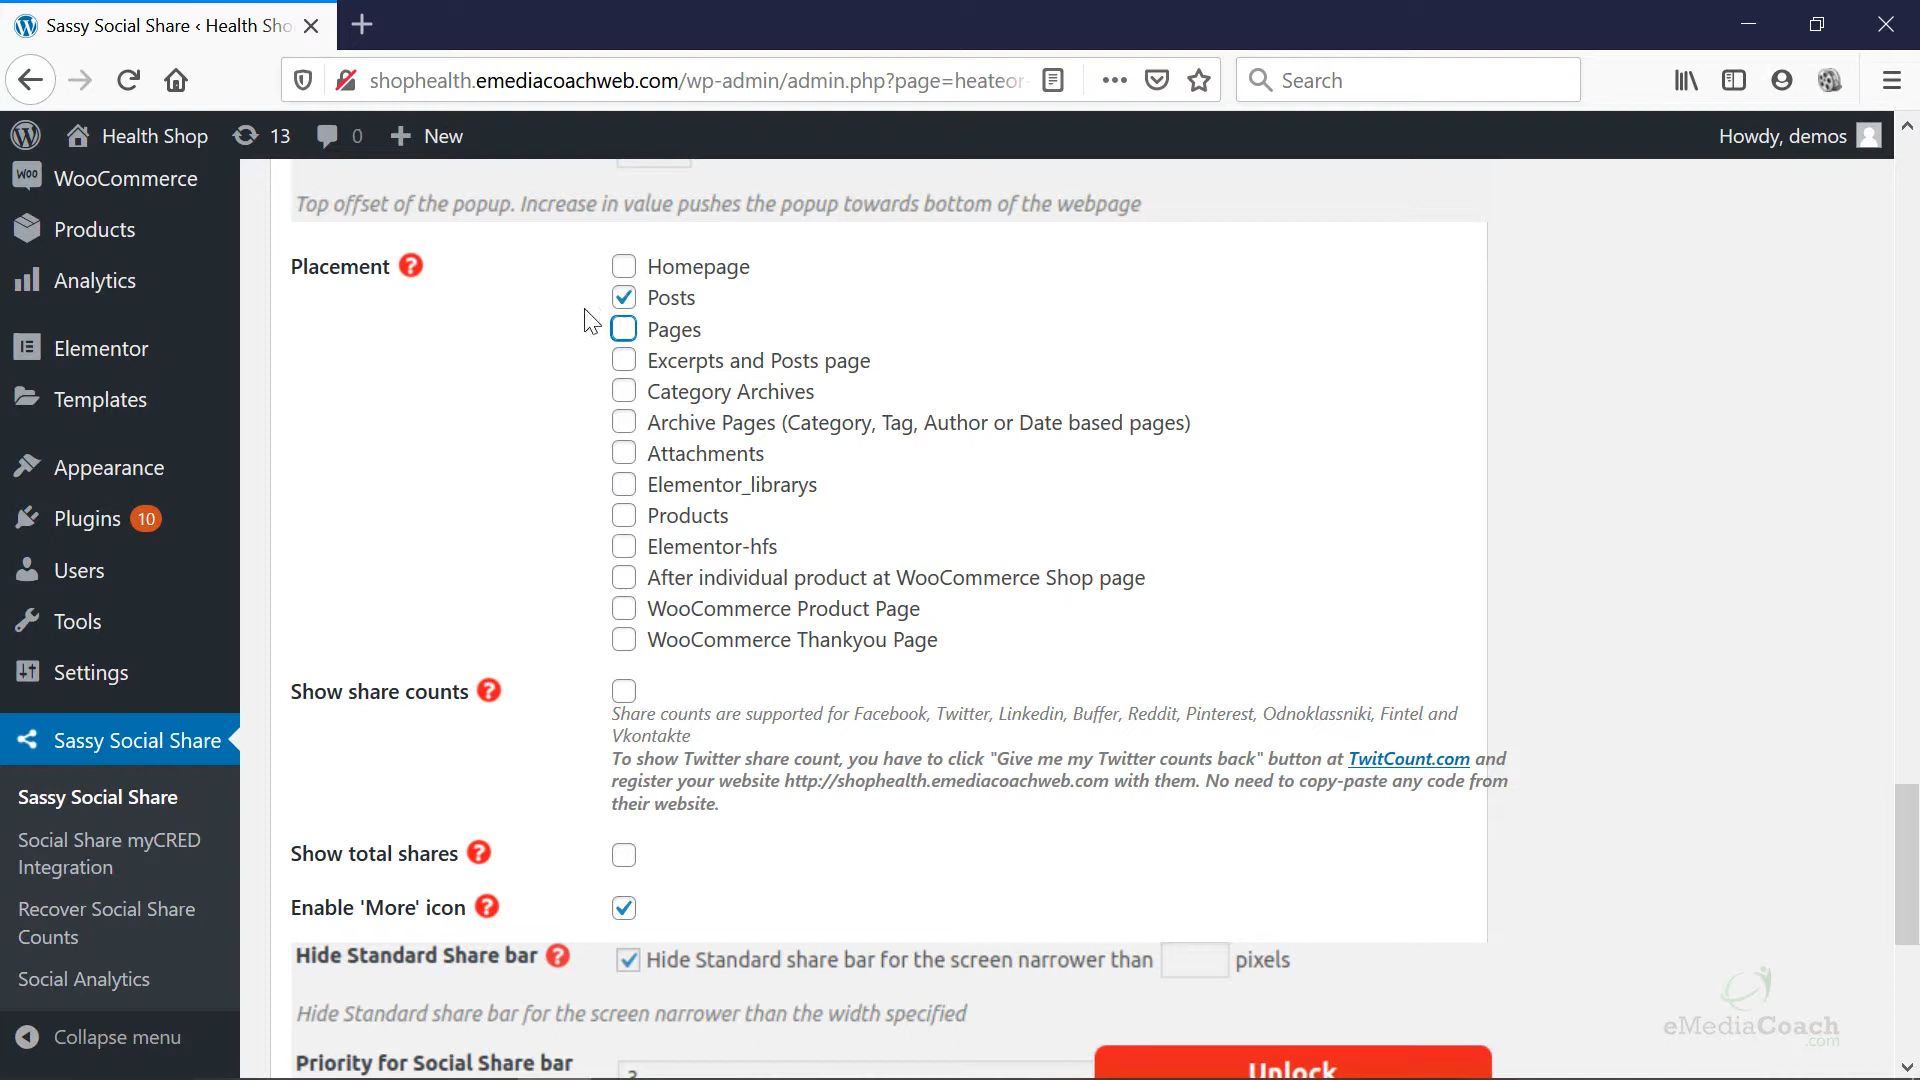 Sassy Social Share ‹ Health Sho
shophealth.emediacoachweb.com/wp-admin/admin.php?page=heateor-
Search
Health Shop
13
0
New
Howdy, demos
WooCommerce
Products
Analytics
Elementor
Templates
Appearance
Plugins 10
Users
Tools
Settings
Sassy Social Share
Sassy Social Share
Social Share myCRED
Integration
Recover Social Share
Counts
Social Analytics
Collapse menu
Top offset of the popup. Increase in value pushes the popup towards bottom of the webpage
Placement ?
Homepage
Posts
Pages
Excerpts and Posts page
Category Archives
Archive Pages (Category, Tag, Author or Date based pages)
Attachments
Elementor_librarys
Products
Elementor-hfs
After individual product at WooCommerce Shop page
WooCommerce Product Page
WooCommerce Thankyou Page
Show share counts ?
Share counts are supported for Facebook, Twitter, Linkedin, Buffer, Reddit, Pinterest, Odnoklassniki, Fintel and
Vkontakte
To show Twitter share count, you have to click "Give me my Twitter counts back" button at TwitCount.com and
register your website http://shophealth.emediacoachweb.com with them. No need to copy-paste any code from
their website.
Show total shares ?
Enable 'More' icon ?
Hide Standard Share bar ?
Hide Standard share bar for the screen narrower than pixels
Hide Standard share bar for the screen narrower than the width specified
Priority for Social Share bar
Unlock
eMediaCoach
.com